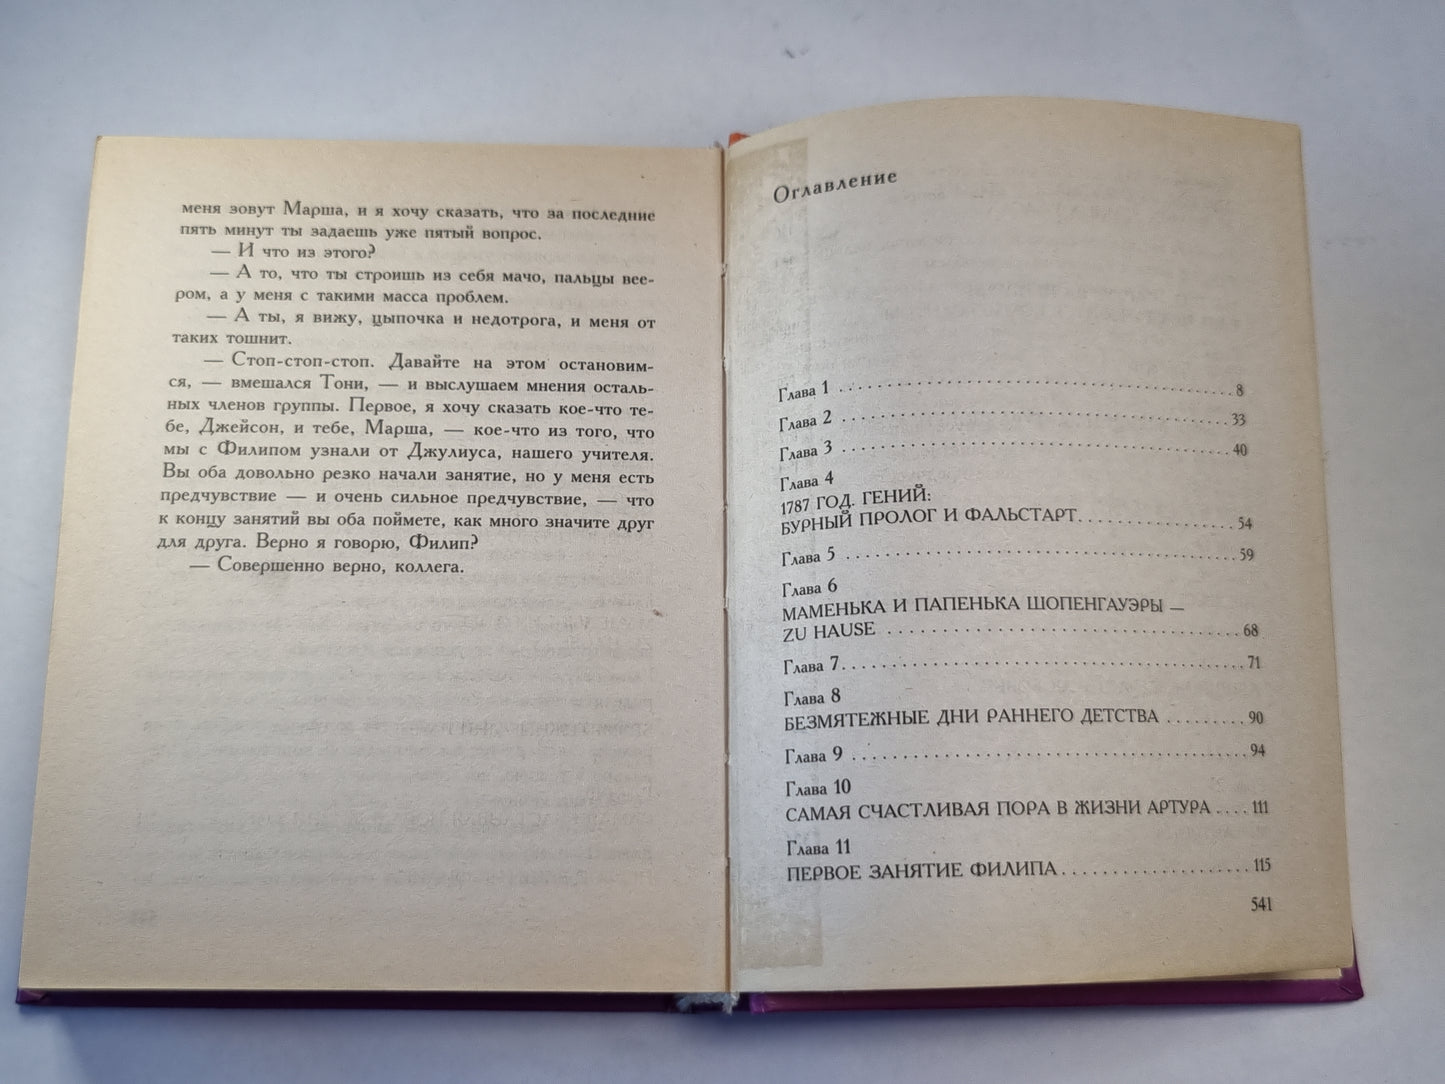 меня зовут Марша, и я хочу сказать, что за последние
пять минут ты задаешь уже пятый вопрос.
— И что из этого?
— А то, что ты строишь из себя мачо, пальцы вее-
ром, а у меня с такими масса проблем.
— А ты, я вижу, цыпочка и недотрога, и меня от
таких тошнит.
— Стоп-стоп-стоп. Давайте на этом остановим-
ся, — вмешался Тони, — и выслушаем мнения осталь-
ных членов группы. Первое, я хочу сказать кое-что те-
бе, Джейсон, и тебе, Марша, — кое-что из того, что
мы с Филипом узнали от Джулиуса, нашего учителя.
Вы оба довольно резко начали занятие, но у меня есть
предчувствие — и очень сильное предчувствие, — что
к концу занятий вы оба поймете, как много значите друг
для друга. Верно я говорю, Филип?
— Совершенно верно, коллега.
Оглавление
Глава 1 . . . . . . . . . . . . . . . . . . . . . . . . . . . . . . . . . . . . . 8
Глава 2 . . . . . . . . . . . . . . . . . . . . . . . . . . . . . . . . . . . . . 33
Глава 3 . . . . . . . . . . . . . . . . . . . . . . . . . . . . . . . . . . . . . 40
Глава 4
1787 ГОД. ГЕНИЙ:
БУРНЫЙ ПРОЛОГ И ФАЛЬСТАРТ. . . . . . . . . . . . . . 54
Глава 5 . . . . . . . . . . . . . . . . . . . . . . . . . . . . . . . . . . . . . 59
Глава 6
МАМЕНЬКА И ПАПЕНЬКА ШОПЕНГАУЭРЫ —
ZU HAUSE . . . . . . . . . . . . . . . . . . . . . . . . . . . . . . . . . 68
Глава 7. . . . . . . . . . . . . . . . . . . . . . . . . . . . . . . . . . . . . 71
Глава 8
БЕЗМЯТЕЖНЫЕ ДНИ РАННЕГО ДЕТСТВА . . . . . . . . 90
Глава 9 . . . . . . . . . . . . . . . . . . . . . . . . . . . . . . . . . . . . . 94
Глава 10
САМАЯ СЧАСТЛИВАЯ ПОРА В ЖИЗНИ АРТУРА . . . . 111
Глава 11
ПЕРВОЕ ЗАНЯТИЕ ФИЛИПА . . . . . . . . . . . . . . . . . . 115
541